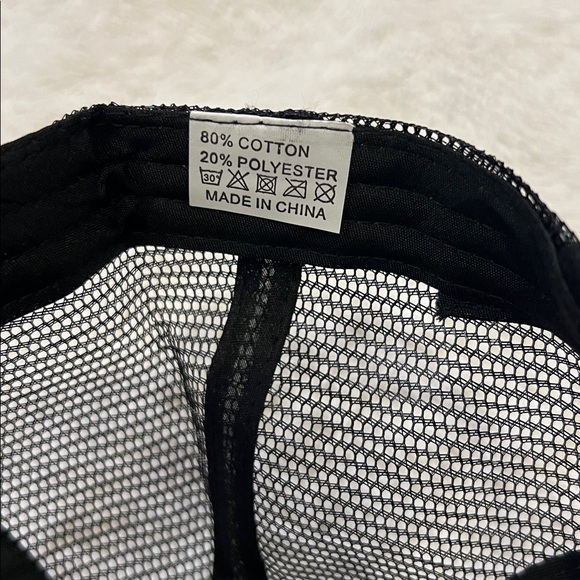 80% COTTON
20% POLYESTER
30°
MADE IN CHINA